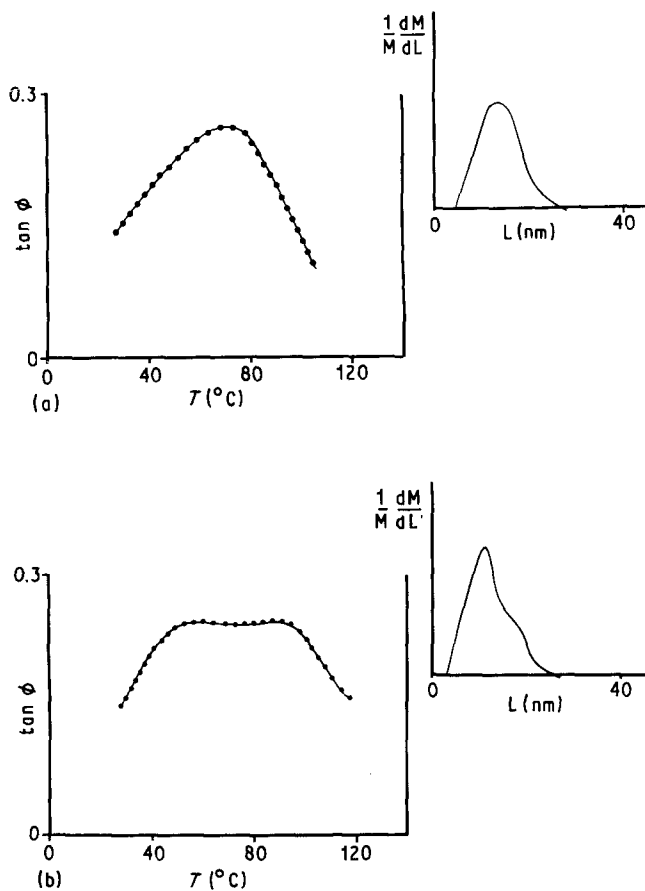 1 dM
M dL
0.3
tan ϕ
0
0 40 80 120
T (°C)
(a)
0 40
L (nm)
1 dM
M dL'
0.3
tan ϕ
0
0 40 80 120
T (°C)
(b)
0 40
L (nm)